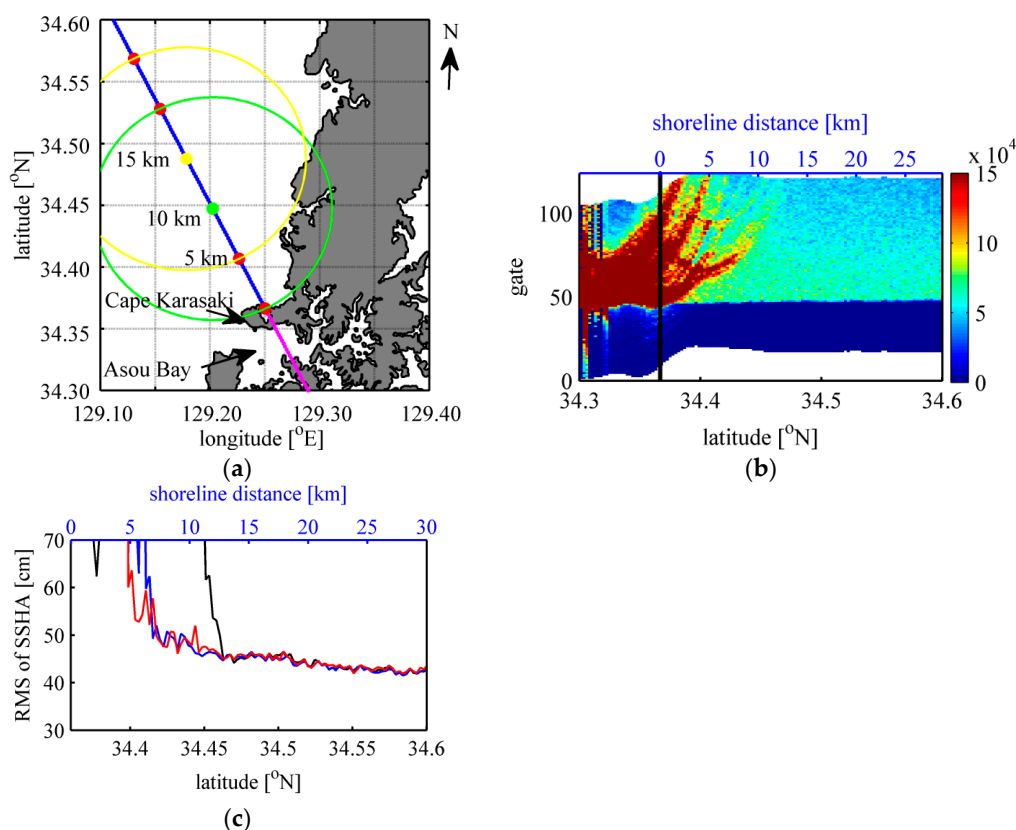 34.60
34.55
34.50
34.45
34.40
34.35
34.30
latitude [oN]
N
15 km
10 km
5 km
Cape Karasaki
Asou Bay
129.10 129.20 129.30 129.40
longitude [oE]
(a)
shoreline distance [km]
0 5 10 15 20 25
x 10^4
15
10
5
0
100
50
0
gate
34.3 34.4 34.5 34.6
latitude [oN]
(b)
shoreline distance [km]
0 5 10 15 20 25 30
70
60
50
40
30
RMS of SSHA [cm]
34.4 34.45 34.5 34.55 34.6
latitude [oN]
(c)